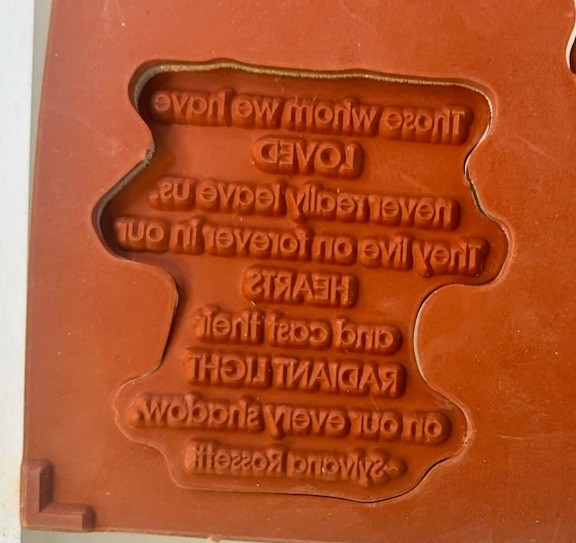 Those whom we have
LOVED
never really leave us.
They live on forever in our
HEARTS
and cast their
RADIANT LIGHT
on our every shadow.
~Sylvana Rossetti